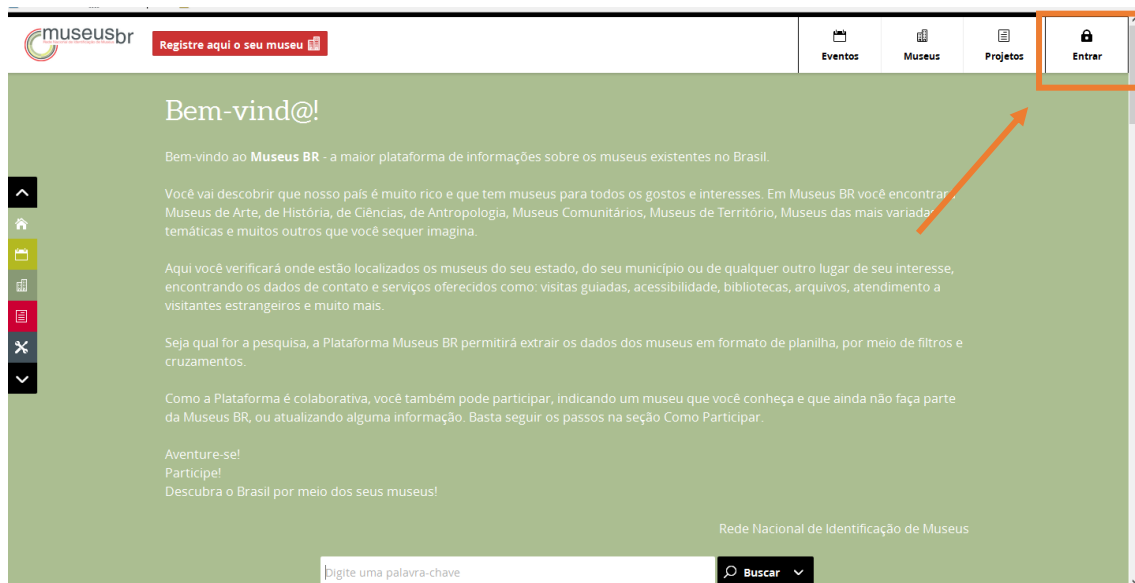 museusbr
Registre aqui o seu museu
Eventos
Museus
Projetos
Entrar
Bem-vind@!
Bem-vindo ao Museus BR - a maior plataforma de informações sobre os museus existentes no Brasil.
Você vai descobrir que nosso país é muito rico e que tem museus para todos os gostos e interesses. Em Museus BR você encontrar
Museus de Arte, de História, de Ciências, de Antropologia, Museus Comunitários, Museus de Território, Museus das mais variadas
temáticas e muitos outros que você sequer imagina.
Aqui você verificará onde estão localizados os museus do seu estado, do seu município ou de qualquer outro lugar de seu interesse,
encontrando os dados de contato e serviços oferecidos como: visitas guiadas, acessibilidade, bibliotecas, arquivos, atendimento a
visitantes estrangeiros e muito mais.
Seja qual for a pesquisa, a Plataforma Museus BR permitirá extrair os dados dos museus em formato de planilha, por meio de filtros e
cruzamentos.
Como a Plataforma é colaborativa, você também pode participar, indicando um museu que você conheça e que ainda não faça parte
da Museus BR, ou atualizando alguma informação. Basta seguir os passos na seção Como Participar.
Aventure-se!
Participe!
Descubra o Brasil por meio dos seus museus!
Rede Nacional de Identificação de Museus
Digite uma palavra-chave
Buscar